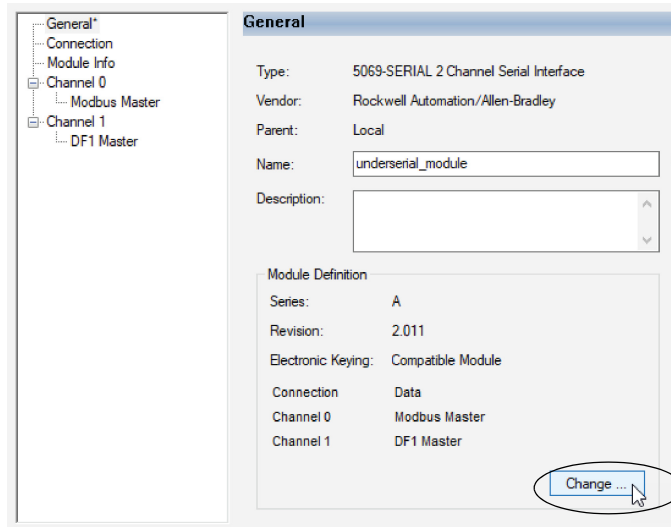 General*
Connection
Module Info
Channel 0
Modbus Master
Channel 1
DF1 Master
General
Type: 5069-SERIAL 2 Channel Serial Interface
Vendor: Rockwell Automation/Allen-Bradley
Parent: Local
Name: underserial_module
Description:
Module Definition
Series: A
Revision: 2.011
Electronic Keying: Compatible Module
Connection Data
Channel 0 Modbus Master
Channel 1 DF1 Master
Change ...